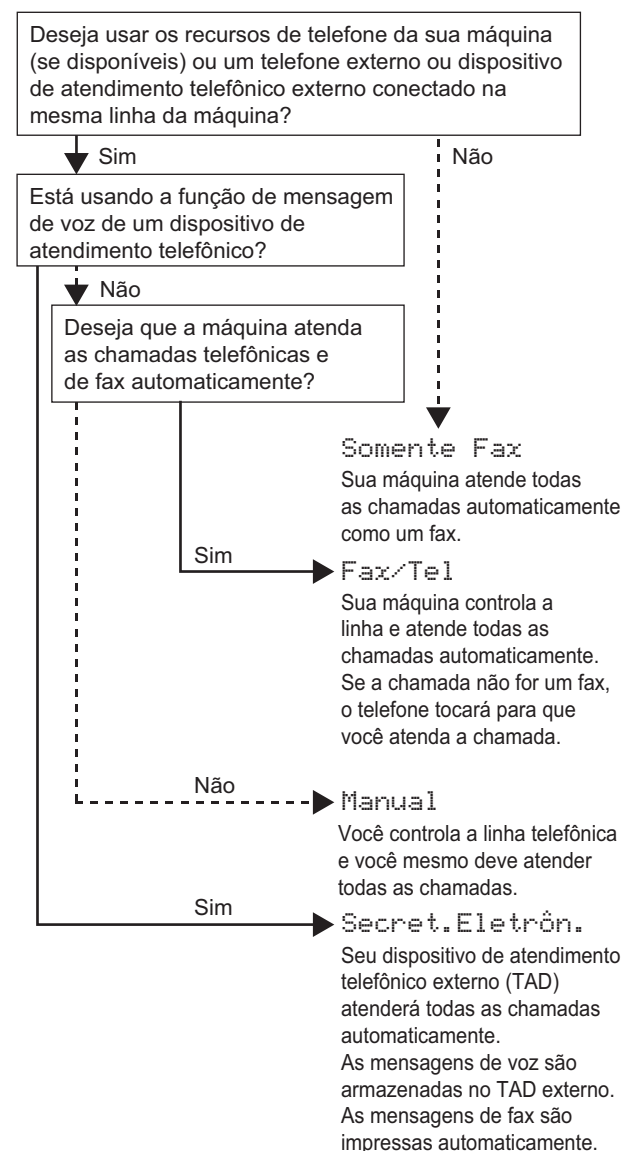 Deseja usar os recursos de telefone da sua máquina
(se disponíveis) ou um telefone externo ou dispositivo
de atendimento telefônico externo conectado na
mesma linha da máquina?
Sim
Não
Está usando a função de mensagem
de voz de um dispositivo de
atendimento telefônico?
Não
Deseja que a máquina atenda
as chamadas telefônicas e
de fax automaticamente?
Somente Fax
Sua máquina atende todas
as chamadas automaticamente
como um fax.
Sim
Fax/Tel
Sua máquina controla a
linha e atende todas as
chamadas automaticamente.
Se a chamada não for um fax,
o telefone tocará para que
você atenda a chamada.
Não
Manual
Você controla a linha telefônica
e você mesmo deve atender
todas as chamadas.
Sim
Secret.Eletrôn.
Seu dispositivo de atendimento
telefônico externo (TAD)
atenderá todas as chamadas
automaticamente.
As mensagens de voz são
armazenadas no TAD externo.
As mensagens de fax são
impressas automaticamente.